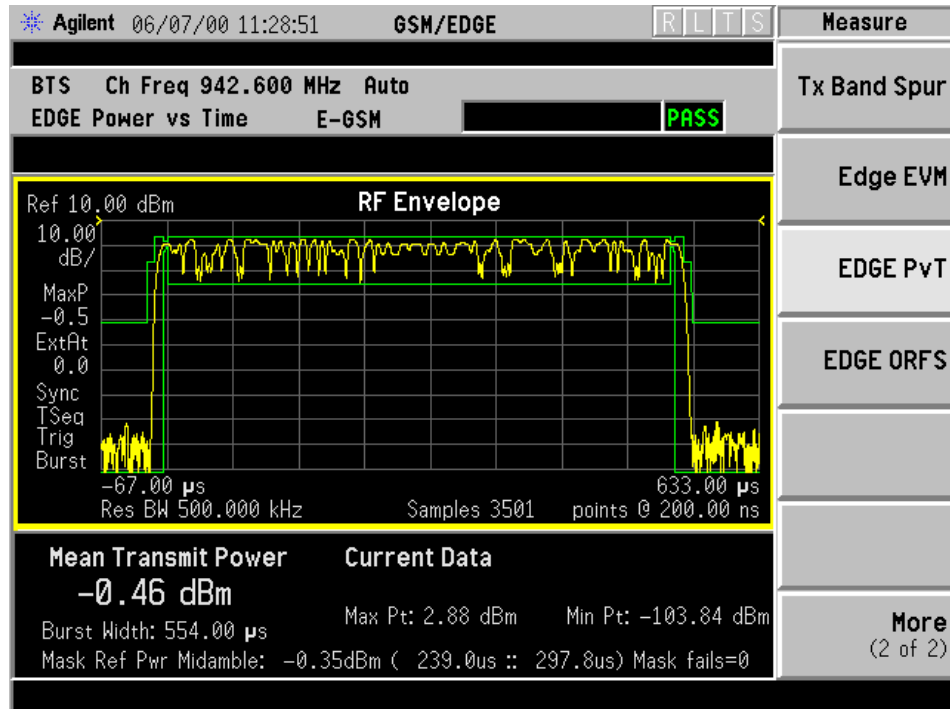 Agilent 06/07/00 11:28:51 GSM/EDGE R L T S Measure
BTS Ch Freq 942.600 MHz Auto
EDGE Power vs Time E-GSM PASS
Tx Band Spur
Edge EVM
EDGE PvT
EDGE ORFS
More
(2 of 2)
Ref 10.00 dBm RF Envelope
10.00
dB/
MaxP
-0.5
ExtAt
0.0
Sync
TSeq
Trig
Burst
-67.00 µs 633.00 µs
Res BW 500.000 kHz Samples 3501 points @ 200.00 ns
Mean Transmit Power Current Data
-0.46 dBm
Max Pt: 2.88 dBm Min Pt: -103.84 dBm
Burst Width: 554.00 µs
Mask Ref Pwr Midamble: -0.35dBm ( 239.0us :: 297.8us) Mask fails=0